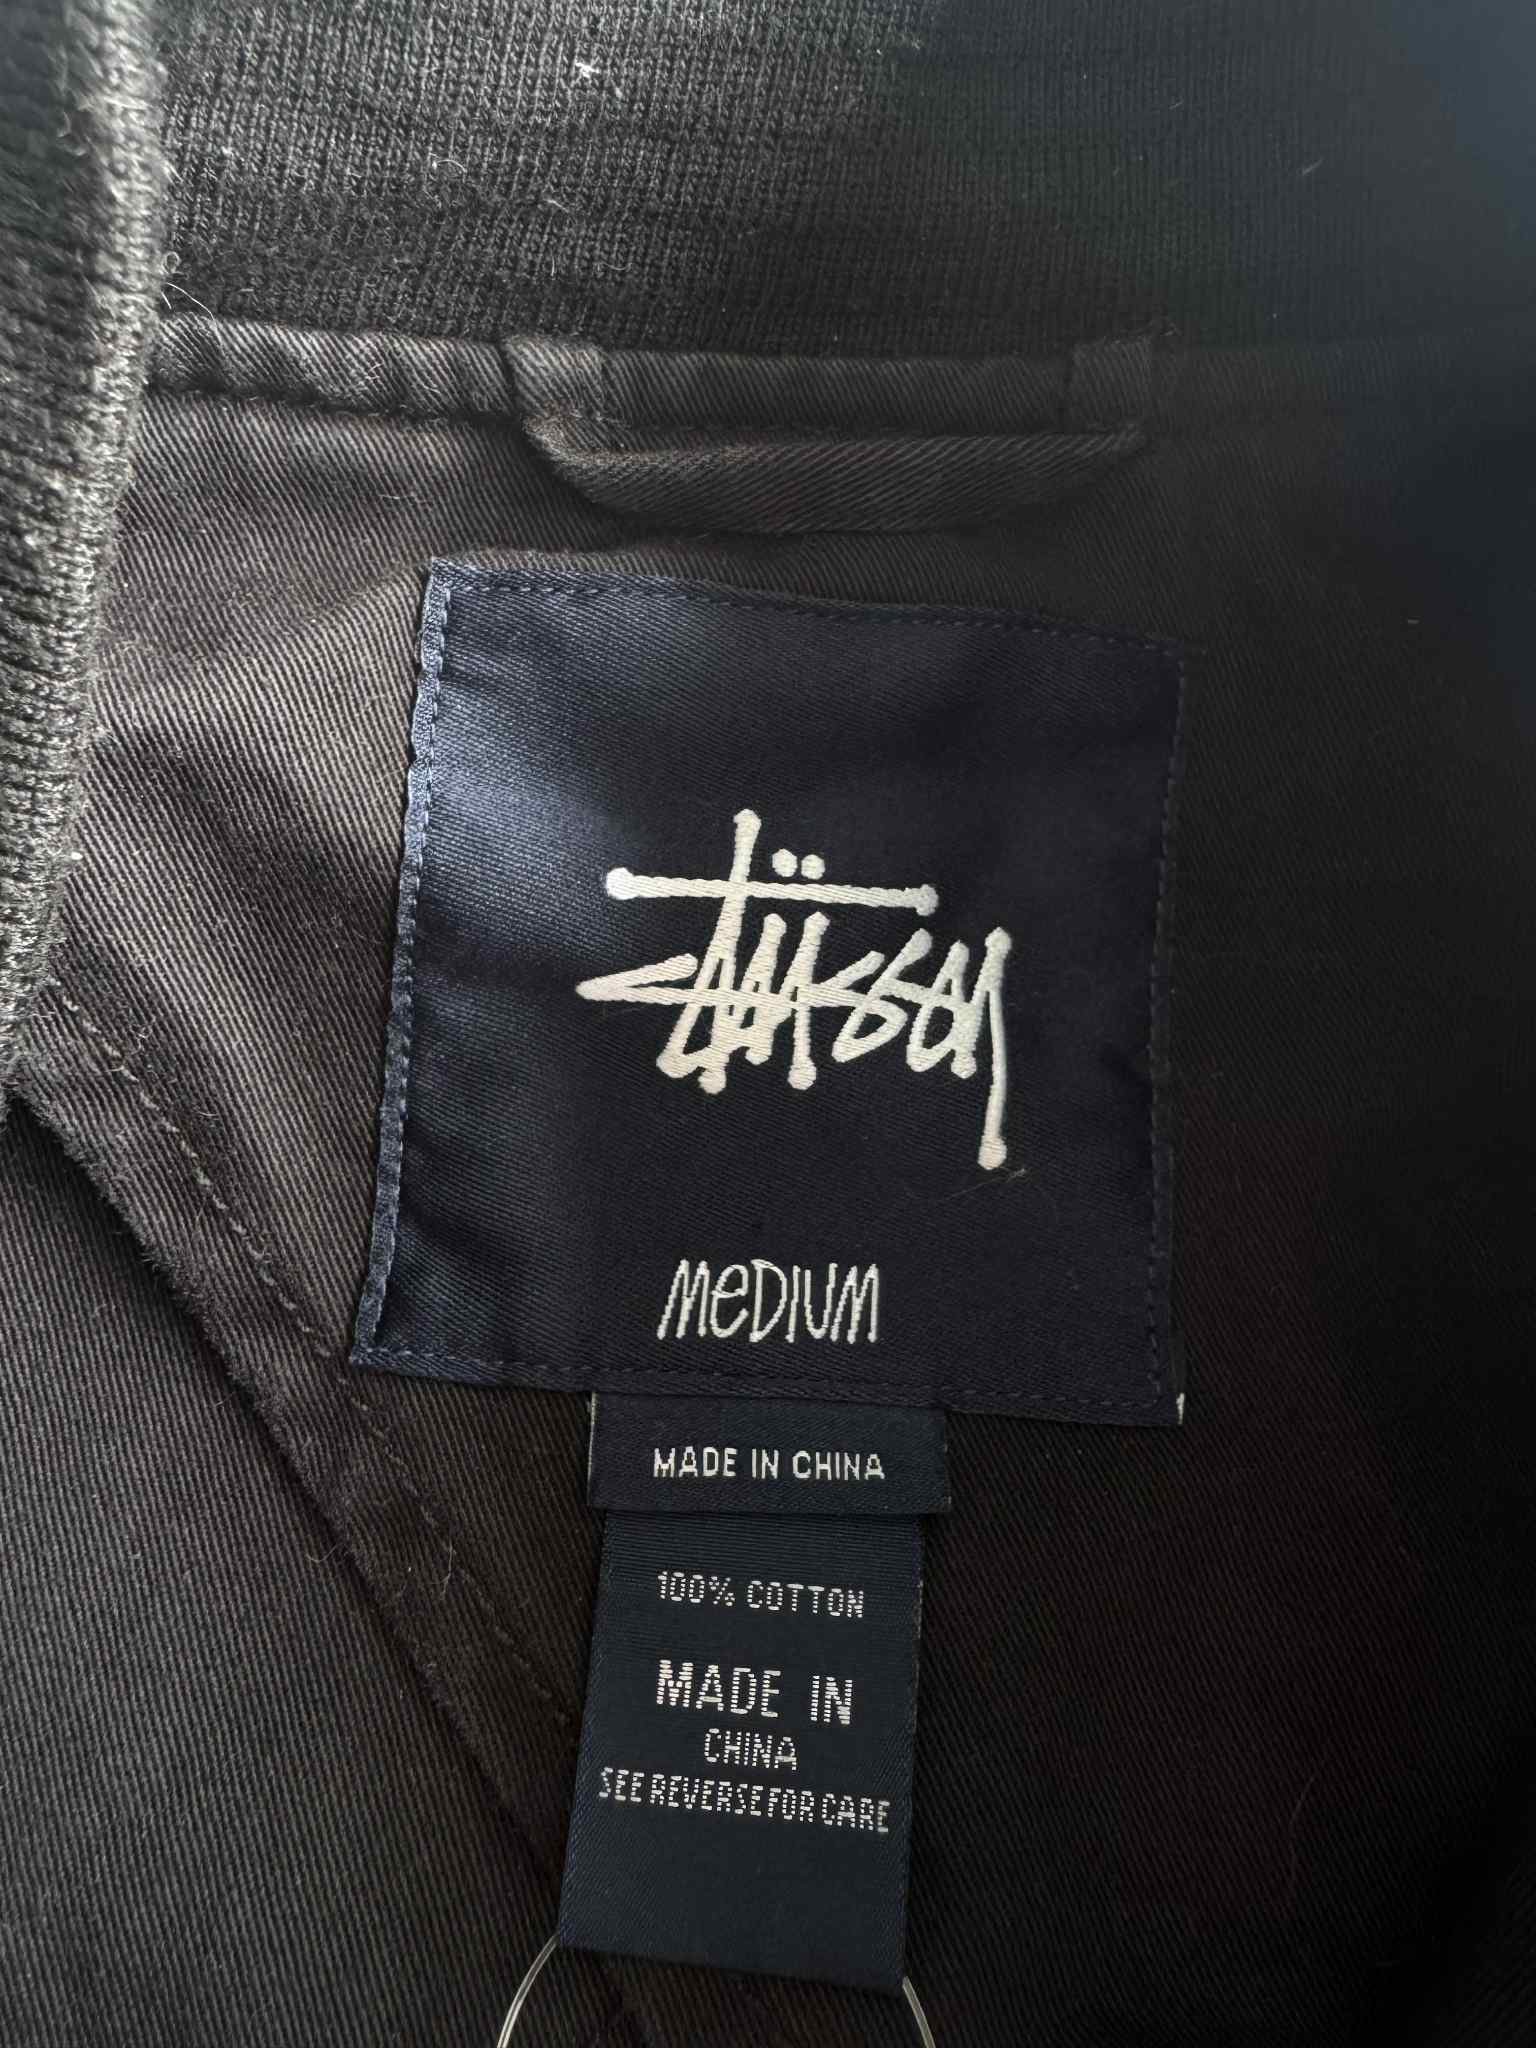 Stüssy
MEDIUM
MADE IN CHINA
100% COTTON
MADE IN
CHINA
SEE REVERSE FOR CARE